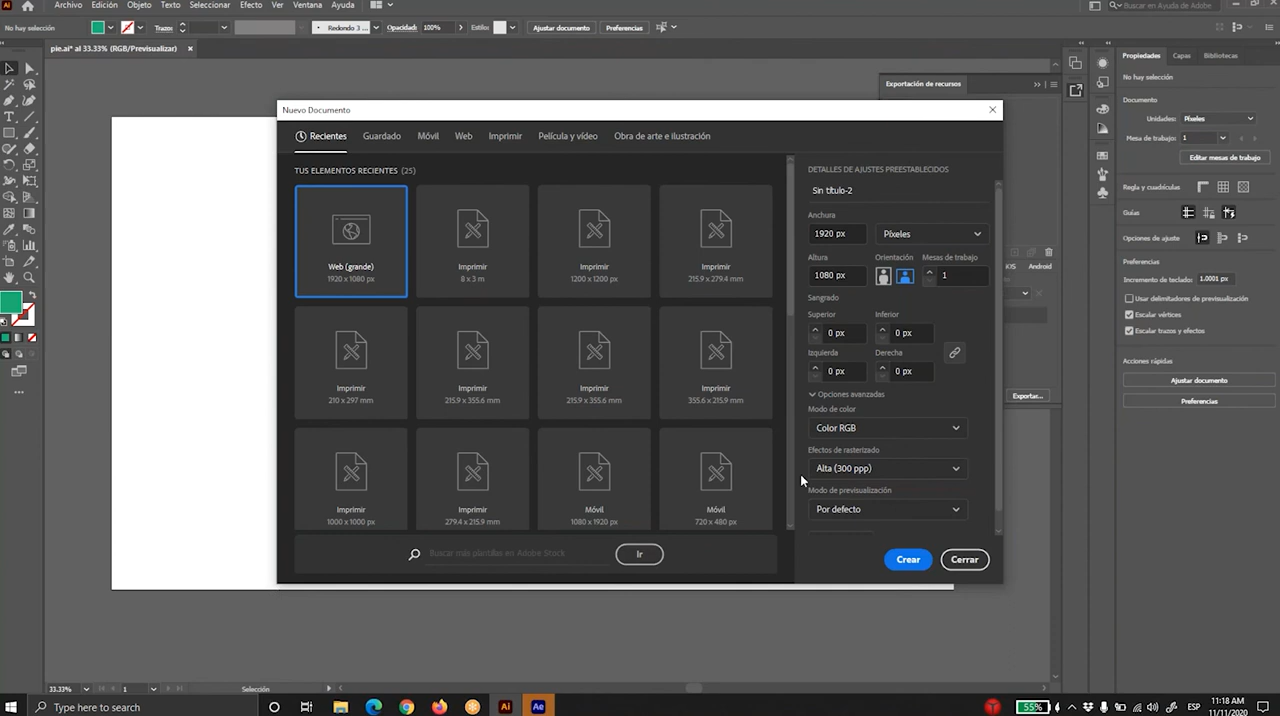 Ai
Archivo
Edición
Objeto
Texto
Seleccionar
Efecto
Ver
Ventana
Ayuda
Buscar en Ayuda de Adobe
No hay selección
Trazo:
Redondo 3 ...
Opacidad:
100%
Estilo:
Ajustar documento
Preferencias
pie.ai* al 33.33% (RGB/Previsualizar)
Exportación de recursos
Nuevo Documento
Recientes
Guardado
Móvil
Web
Imprimir
Película y vídeo
Obra de arte e ilustración
TUS ELEMENTOS RECIENTES (25)
Web (grande)
1920 x 1080 px
Imprimir
8 x 3 m
Imprimir
1200 x 1200 px
Imprimir
215.9 x 279.4 mm
Imprimir
210 x 297 mm
Imprimir
215.9 x 355.6 mm
Imprimir
215.9 x 355.6 mm
Imprimir
355.6 x 215.9 mm
Imprimir
1000 x 1000 px
Imprimir
279.4 x 215.9 mm
Móvil
1080 x 1920 px
Móvil
720 x 480 px
Buscar más plantillas en Adobe Stock
Ir
DETALLES DE AJUSTES PREESTABLECIDOS
Sin título-2
Anchura
1920 px
Píxeles
Altura
Orientación
Mesas de trabajo
1080 px
1
Sangrado
Superior
Inferior
0 px
0 px
Izquierda
Derecha
0 px
0 px
Opciones avanzadas
Modo de color
Color RGB
Efectos de rasterizado
Alta (300 ppp)
Modo de previsualización
Por defecto
Crear
Cerrar
iOS
Android
Exportar...
Propiedades
Capas
Bibliotecas
No hay selección
Documento
Unidades:
Píxeles
Mesa de trabajo:
1
Editar mesas de trabajo
Regla y cuadrículas
Guías
Opciones de ajuste
Preferencias
Incremento de teclado:
1.0001 px
Usar delimitadores de previsualización
Escalar vértices
Escalar trazos y efectos
Acciones rápidas
Ajustar documento
Preferencias
33.33%
1
Selección
Type here to search
Ai
Ae
55%
ESP
11:18 AM
11/11/2020